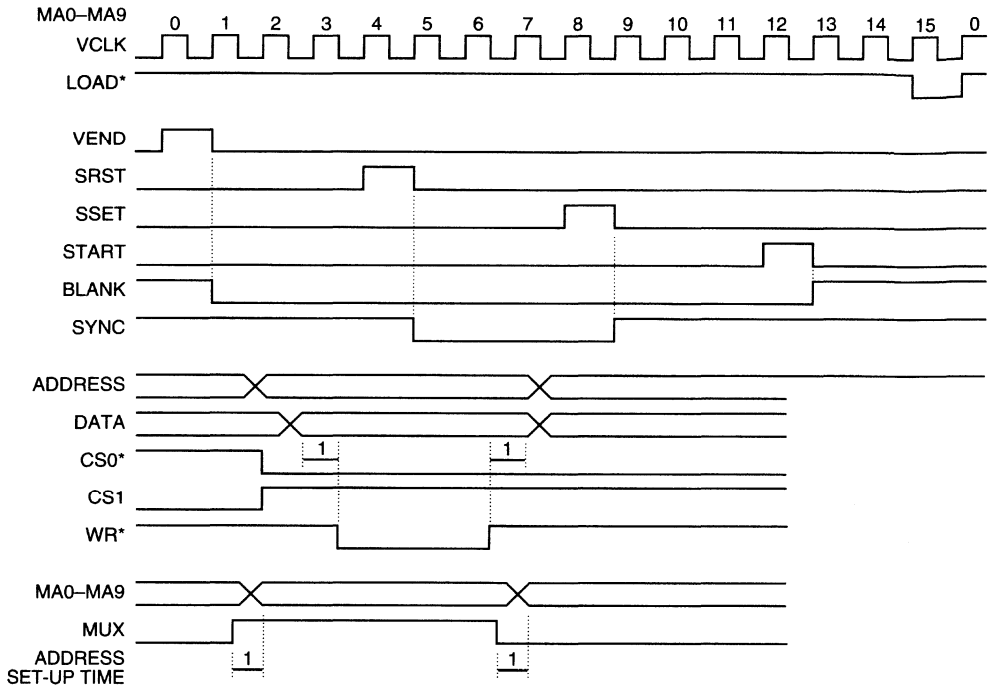 MA0–MA9 0 1 2 3 4 5 6 7 8 9 10 11 12 13 14 15 0
VCLK
LOAD*
VEND
SRST
SSET
START
BLANK
SYNC
ADDRESS
DATA
1 1
CS0*
CS1
WR*
MA0–MA9
MUX
ADDRESS 1 1
SET-UP TIME